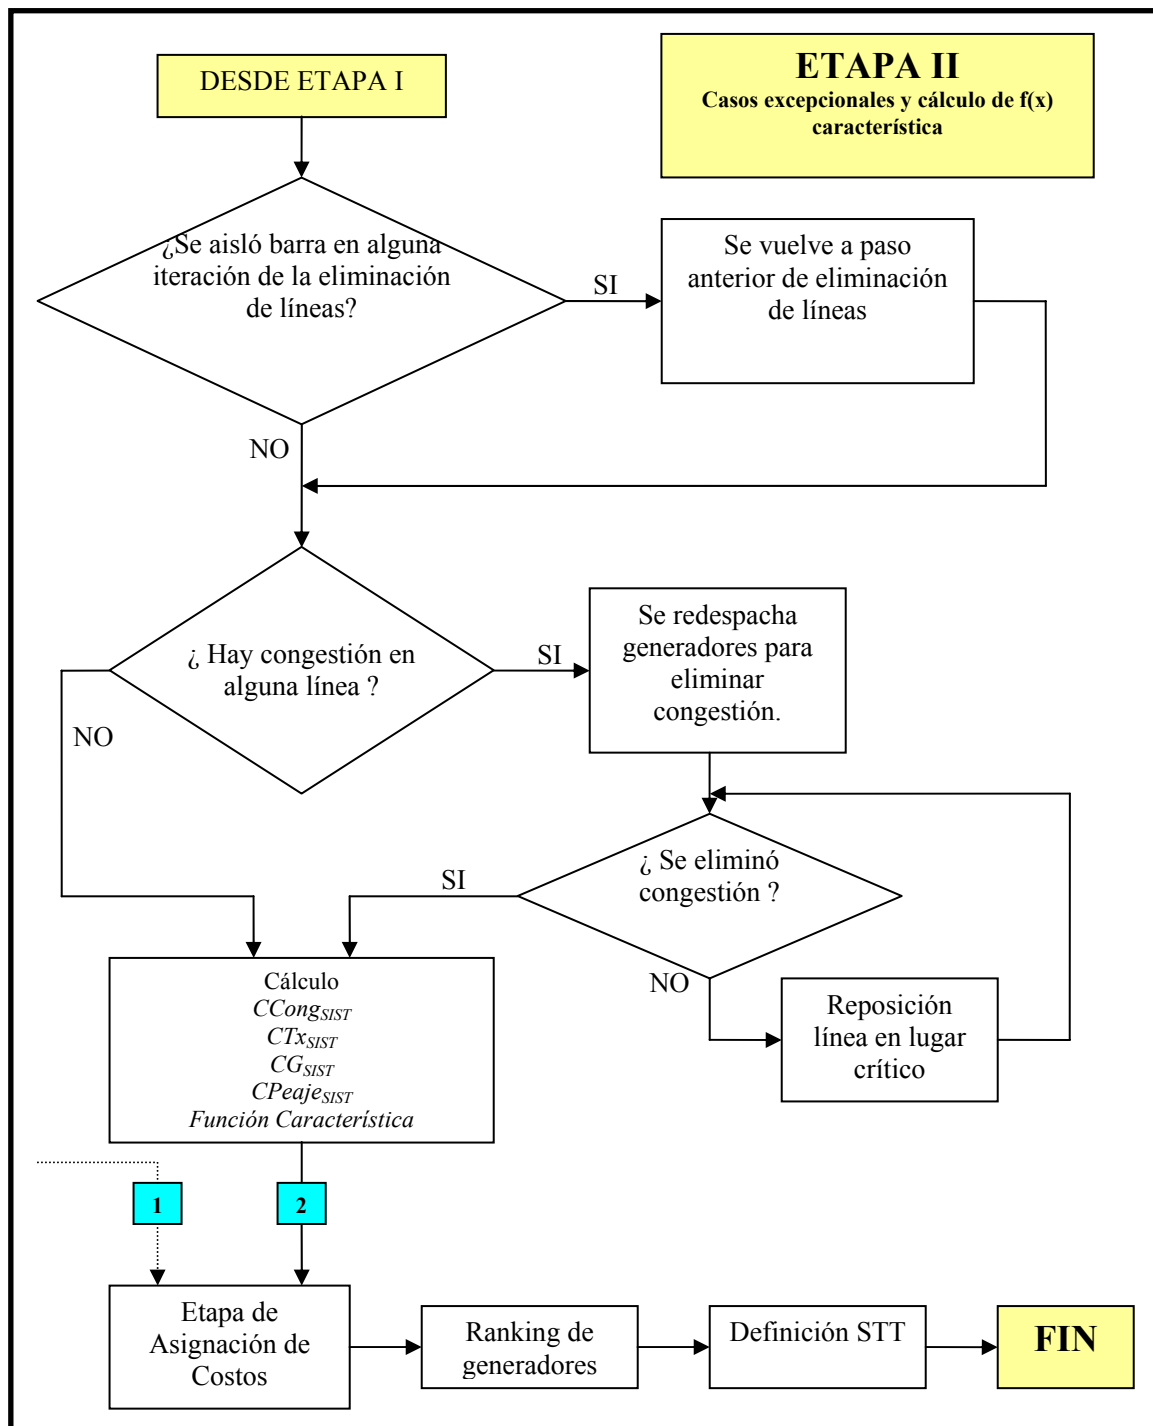 DESDE ETAPA I
ETAPA II
Casos excepcionales y cálculo de f(x)
característica
¿Se aisló barra en alguna
iteración de la eliminación
de líneas?
SI
Se vuelve a paso
anterior de eliminación
de líneas
NO
¿ Hay congestión en
alguna línea ?
SI
Se redespacha
generadores para
eliminar
congestión.
NO
¿ Se eliminó
congestión ?
SI
NO
Reposición
línea en lugar
crítico
Cálculo
CCongSIST
CTxSIST
CGSIST
CPeajeSIST
Función Característica
1
2
Etapa de
Asignación de
Costos
Ranking de
generadores
Definición STT
FIN